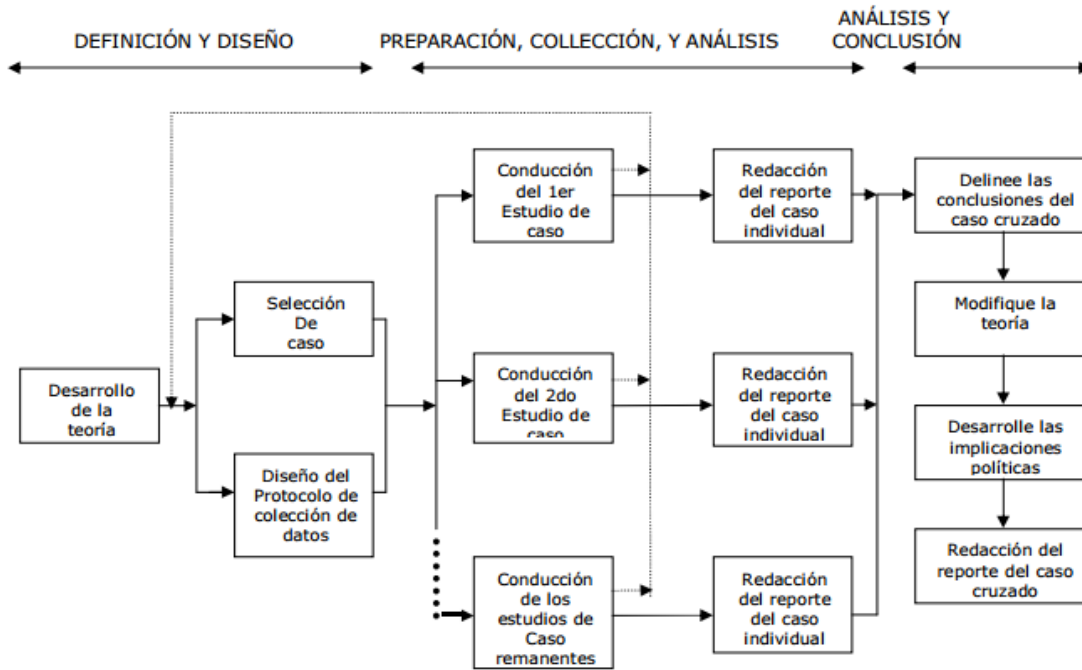 DEFINICIÓN Y DISEÑO
PREPARACIÓN, COLLECCIÓN, Y ANÁLISIS
ANÁLISIS Y
CONCLUSIÓN
Desarrollo
de la
teoría
Selección
De
caso
Diseño del
Protocolo de
colección de
datos
Conducción
del 1er
Estudio de
caso
Redacción
del reporte
del caso
individual
Conducción
del 2do
Estudio de
caso
Redacción
del reporte
del caso
individual
Conducción
de los
estudios de
Caso
remanentes
Redacción
del reporte
del caso
individual
Delinee las
conclusiones del
caso cruzado
Modifique la
teoría
Desarrolle las
implicaciones
políticas
Redacción del
reporte del caso
cruzado